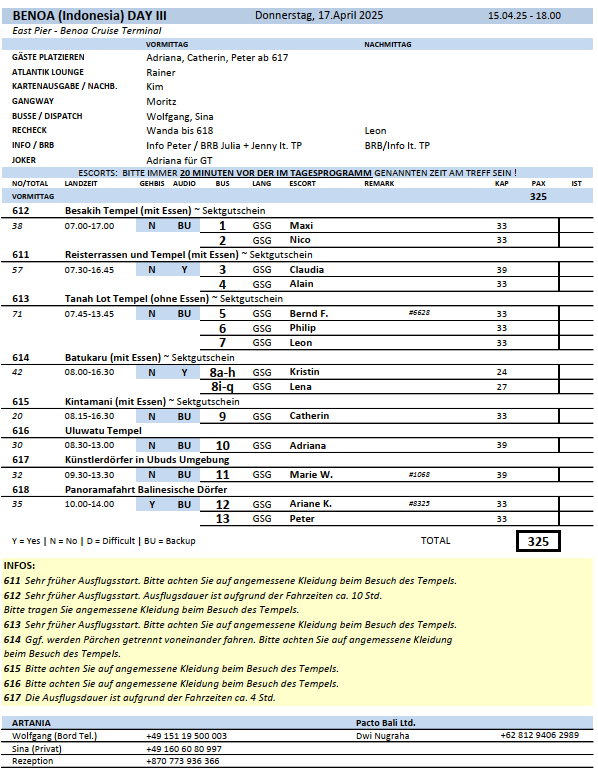 BENOA (Indonesia) DAY III Donnerstag, 17.April 2025 15.04.25 - 18.00
East Pier - Benoa Cruise Terminal
VORMITTAG NACHMITTAG
GÄSTE PLATZIEREN Adriana, Catherin, Peter ab 617
ATLANTIK LOUNGE Rainer
KARTENAUSGABE / NACHB. Kim
GANGWAY Moritz
BUSSE / DISPATCH Wolfgang, Sina
RECHECK Wanda bis 618 Leon
INFO / BRB Info Peter / BRB Julia + Jenny lt. TP BRB/Info lt. TP
JOKER Adriana für GT
ESCORTS: BITTE IMMER 20 MINUTEN VOR DER IM TAGESPROGRAMM GENANNTEN ZEIT AM TREFF SEIN !
NO/TOTAL LANDZEIT GEHBIS AUDIO BUS LANG ESCORT REMARK KAP PAX IST
VORMITTAG 325
612 Besakih Tempel (mit Essen) ~ Sektgutschein
38 07.00-17.00 N BU 1 GSG Maxi 33
2 GSG Nico 33
611 Reisterrassen und Tempel (mit Essen) ~ Sektgutschein
57 07.30-16.45 N Y 3 GSG Claudia 39
4 GSG Alain 33
613 Tanah Lot Tempel (ohne Essen) ~ Sektgutschein
71 07.45-13.45 N BU 5 GSG Bernd F. #6628 33
6 GSG Philip 33
7 GSG Leon 33
614 Batukaru (mit Essen) ~ Sektgutschein
42 08.00-16.30 N Y 8a-h GSG Kristin 24
8i-q GSG Lena 27
615 Kintamani (mit Essen) ~ Sektgutschein
20 08.15-16.30 N BU 9 GSG Catherin 33
616 Uluwatu Tempel
30 08.30-13.00 N BU 10 GSG Adriana 39
617 Künstlerdörfer in Ubuds Umgebung
32 09.30-13.30 N BU 11 GSG Marie W. #1068 39
618 Panoramafahrt Balinesische Dörfer
35 10.00-14.00 Y BU 12 GSG Ariane K. #8325 33
13 GSG Peter 33
Y = Yes | N = No | D = Difficult | BU = Backup TOTAL 325
INFOS:
611 Sehr früher Ausflugsstart. Bitte achten Sie auf angemessene Kleidung beim Besuch des Tempels.
612 Sehr früher Ausflugsstart. Ausflugsdauer ist aufgrund der Fahrzeiten ca. 10 Std.
Bitte tragen Sie angemessene Kleidung beim Besuch des Tempels.
613 Sehr früher Ausflugsstart. Bitte achten Sie auf angemessene Kleidung beim Besuch des Tempels.
614 Ggf. werden Pärchen getrennt voneinander fahren. Bitte achten Sie auf angemessene Kleidung
beim Besuch des Tempels.
615 Bitte achten Sie auf angemessene Kleidung beim Besuch des Tempels.
616 Bitte achten Sie auf angemessene Kleidung beim Besuch des Tempels.
617 Die Ausflugsdauer ist aufgrund der Fahrzeiten ca. 4 Std.
ARTANIA Pacto Bali Ltd.
Wolfgang (Bord Tel.) +49 151 19 500 003 Dwi Nugraha +62 812 9406 2989
Sina (Privat) +49 160 60 80 997
Rezeption +870 773 936 366